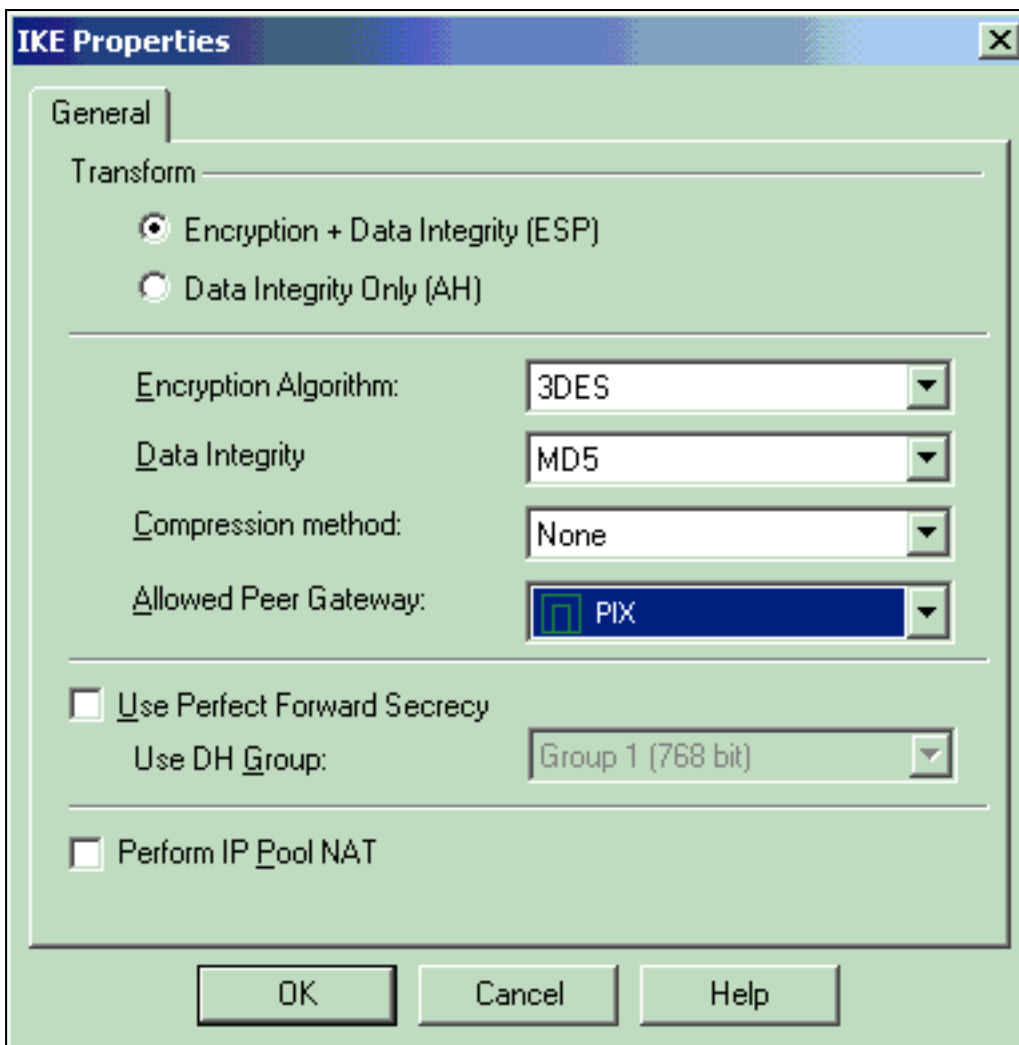 IKE Properties
General
Transform
Encryption + Data Integrity (ESP)
Data Integrity Only (AH)
Encryption Algorithm: 3DES
Data Integrity MD5
Compression method: None
Allowed Peer Gateway: PIX
Use Perfect Forward Secrecy
Use DH Group: Group 1 (768 bit)
Perform IP Pool NAT
OK Cancel Help